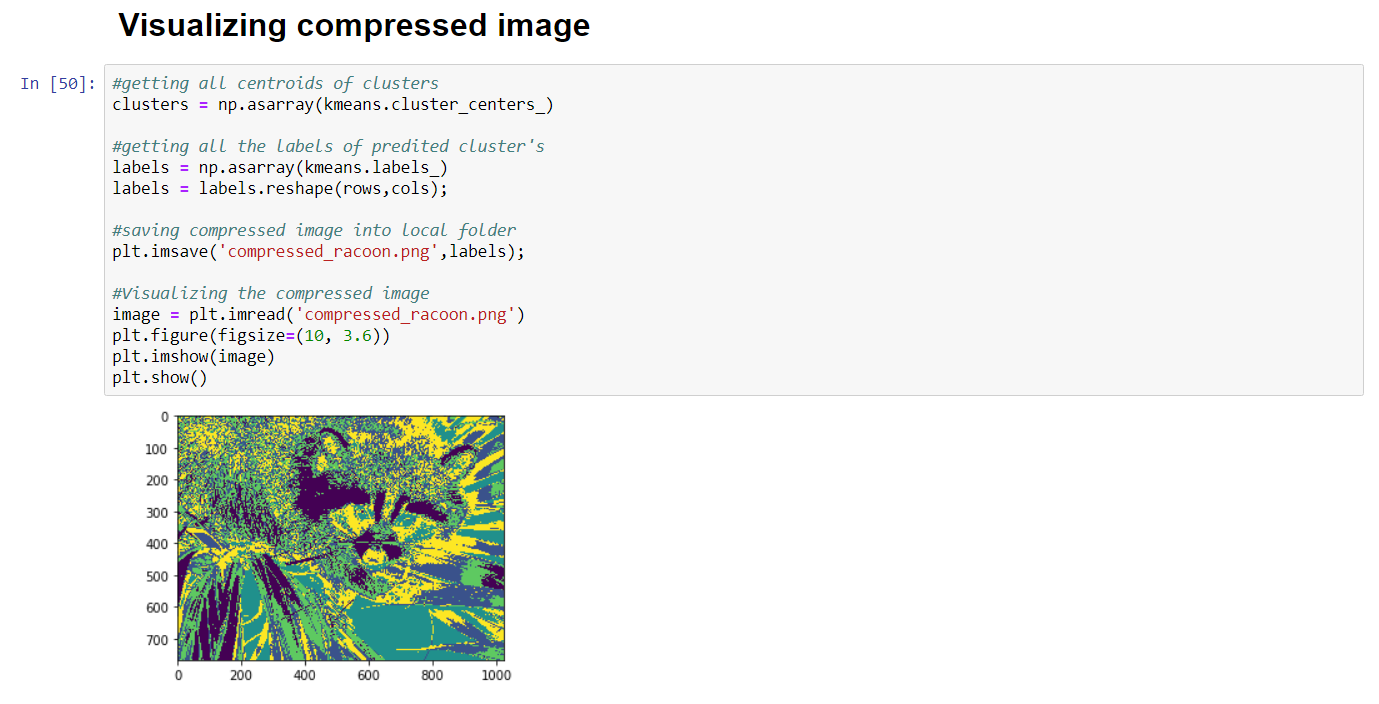 Visualizing compressed image
In [50]:
#getting all centroids of clusters
clusters = np.asarray(kmeans.cluster_centers_)
#getting all the labels of predited cluster's
labels = np.asarray(kmeans.labels_)
labels = labels.reshape(rows,cols);
#saving compressed image into local folder
plt.imsave('compressed_racoon.png',labels);
#Visualizing the compressed image
image = plt.imread('compressed_racoon.png')
plt.figure(figsize=(10, 3.6))
plt.imshow(image)
plt.show()
0
100
200
300
400
500
600
700
0 200 400 600 800 1000